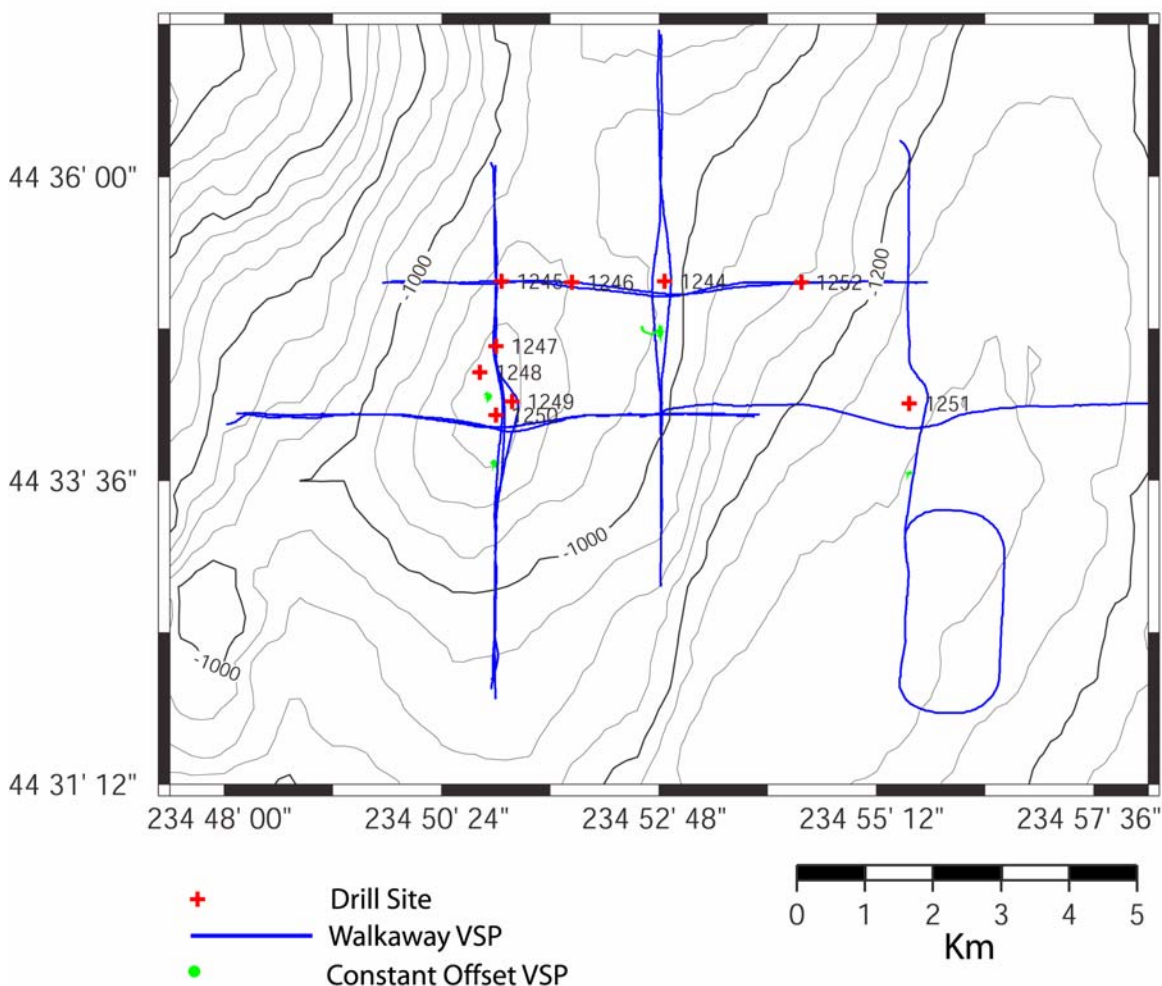 44 36' 00"
-1000
-1200
1245
1246
1244
1252
1247
1248
1249
1250
1251
44 33' 36"
-1000
-1000
44 31' 12"
234 48' 00"
234 50' 24"
234 52' 48"
234 55' 12"
234 57' 36"
Drill Site
Walkaway VSP
Constant Offset VSP
0 1 2 3 4 5
Km